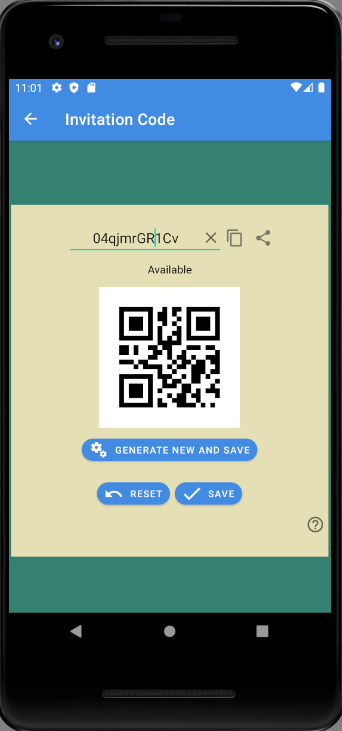 11:01
Invitation Code
04qjmrGR1Cv
Available
GENERATE NEW AND SAVE
RESET
SAVE